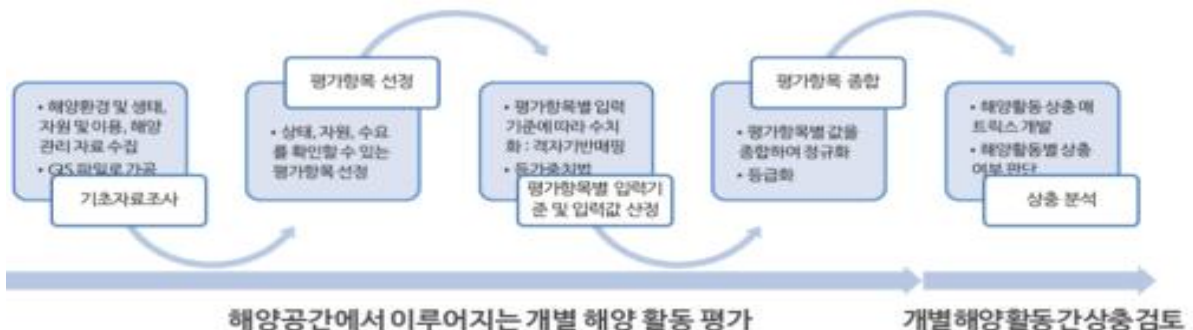 • 해양환경 및 생태,
자원 및 이용, 해양
관리 자료 수집
• GIS 파일로 가공
기초자료조사
평가항목 선정
• 상태, 자원, 수요
를 확인할 수 있는
평가항목 선정
• 평가항목별 입력
기준에 따라 수치
화 : 격자기반매핑
• 등가중치법
평가항목별 입력기
준 및 입력값 산정
평가항목 종합
• 평가항목별 값을
종합하여 정규화
• 등급화
• 해양활동 상충 매
트릭스 개발
• 해양활동별 상충
여부 판단
상충 분석
해양공간에서 이루어지는 개별 해양 활동 평가
개별 해양 활동 간 상충 검토